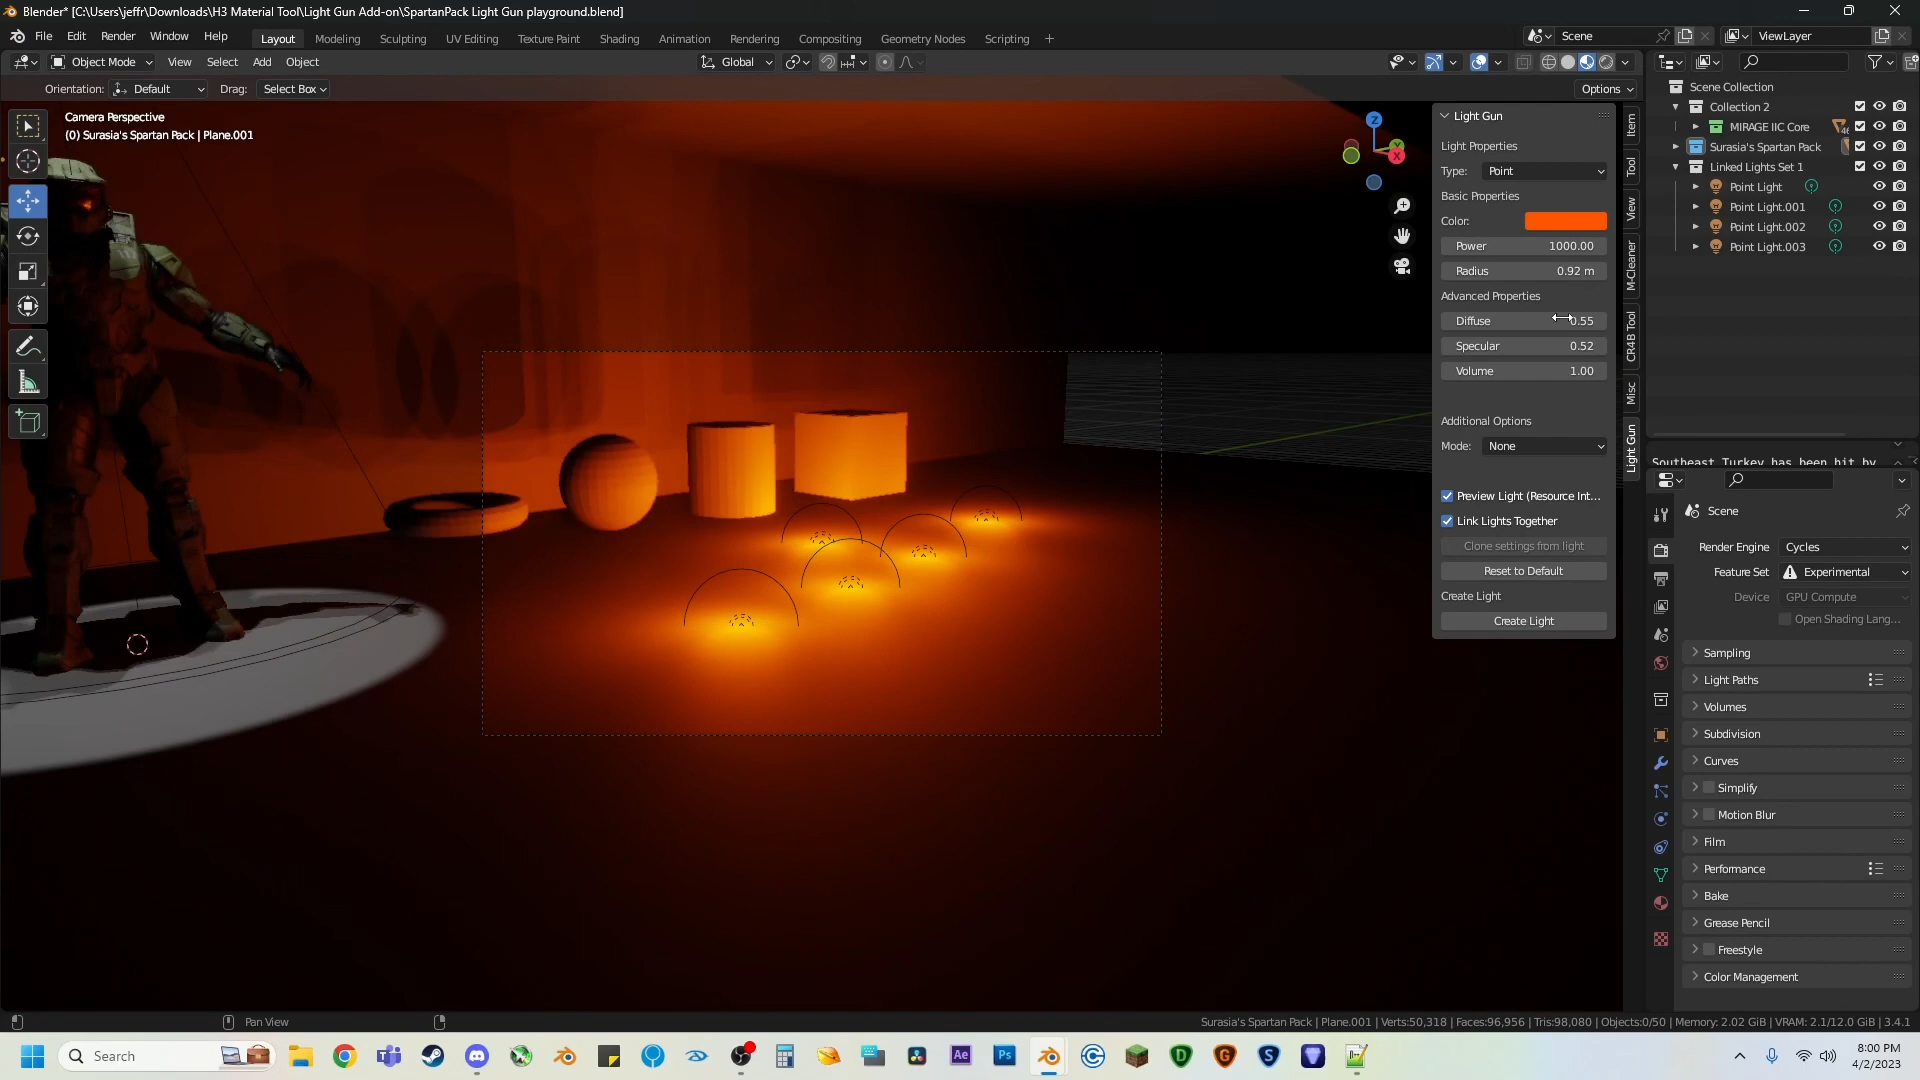 Blender* [C:\Users\jeffr\Downloads\H3 Material Tool\Light Gun Add-on\SpartanPack Light Gun playground.blend]
File Edit Render Window Help Layout Modeling Sculpting UV Editing Texture Paint Shading Animation Rendering Compositing Geometry Nodes Scripting + Scene ViewLayer
Object Mode View Select Add Object Global
Orientation: Default Drag: Select Box Options
Camera Perspective
(0) Surasia's Spartan Pack | Plane.001
Z
Y
X
Light Gun
Light Properties
Type: Point
Basic Properties
Color:
Power 1000.00
Radius 0.92 m
Advanced Properties
Diffuse 0.55
Specular 0.52
Volume 1.00
Additional Options
Mode: None
Preview Light (Resource Int...
Link Lights Together
Clone settings from light
Reset to Default
Create Light
Create Light
Item
Tool
View
M-Cleaner
CR4B Tool
Misc
Light Gun
Scene Collection
Collection 2
MIRAGE IIC Core
Surasia's Spartan Pack
Linked Lights Set 1
Point Light
Point Light.001
Point Light.002
Point Light.003
Southeast Turkey has been hit by
Scene
Render Engine Cycles
Feature Set Experimental
Device GPU Compute
Open Shading Lang...
Sampling
Light Paths
Volumes
Subdivision
Curves
Simplify
Motion Blur
Film
Performance
Bake
Grease Pencil
Freestyle
Color Management
Pan View
Surasia's Spartan Pack | Plane.001 | Verts:50,318 | Faces:96,956 | Tris:98,080 | Objects:0/50 | Memory: 2.02 GiB | VRAM: 2.1/12.0 GiB | 3.4.1
Search
Ae
Ps
8:00 PM
4/2/2023